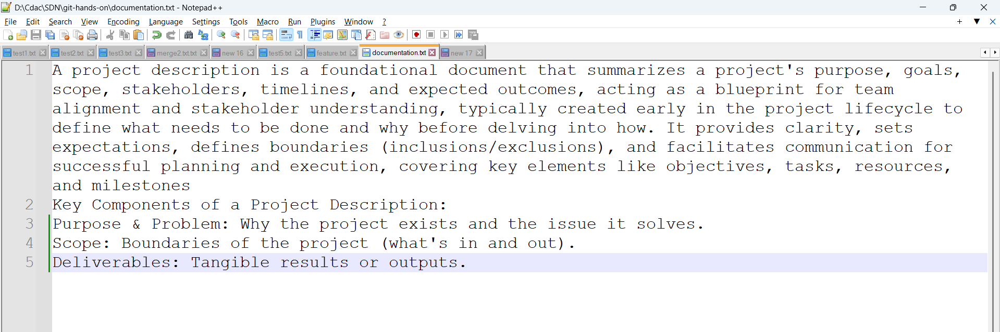 D:\Cdac\SDN\git-hands-on\documentation.txt - Notepad++
File Edit Search View Encoding Language Settings Tools Macro Run Plugins Window ?
test1.txt test2.txt test3.txt merge2.txt.txt new 16 test5.txt feature.txt documentation.txt new 17
1 A project description is a foundational document that summarizes a project's purpose, goals,
scope, stakeholders, timelines, and expected outcomes, acting as a blueprint for team
alignment and stakeholder understanding, typically created early in the project lifecycle to
define what needs to be done and why before delving into how. It provides clarity, sets
expectations, defines boundaries (inclusions/exclusions), and facilitates communication for
successful planning and execution, covering key elements like objectives, tasks, resources,
and milestones
2 Key Components of a Project Description:
3 Purpose & Problem: Why the project exists and the issue it solves.
4 Scope: Boundaries of the project (what's in and out).
5 Deliverables: Tangible results or outputs.